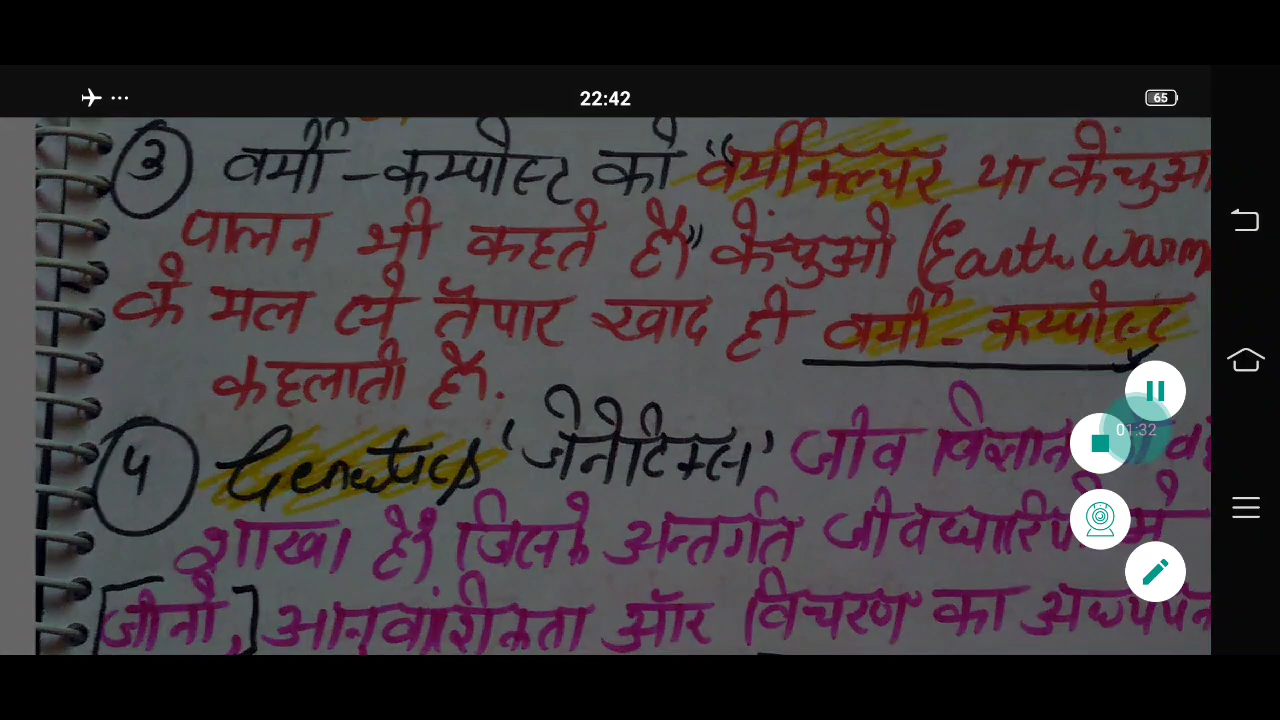 22:42
65
③ वर्मी - कम्पोस्ट को "वर्मीकल्चर या केंचुआ
पालन भी कहते है" केंचुओ (Earth Warm
के मल से तैयार खाद ही वर्मी - कम्पोस्ट
कहलाती है.
④ Genetics 'जेनेटिक्स' जीव विज्ञान
शाखा है जिसके अन्तर्गत जीवधारियो मे
[जीनो,] आनुवांशिकता और विचरण का अध्ययन
01:32